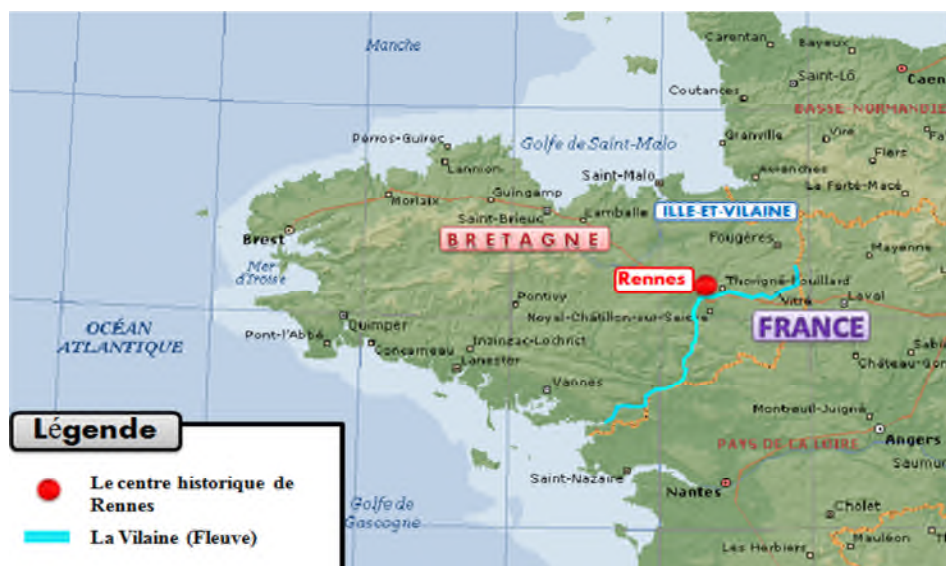 Manche
Carentan
Bayeux
Saint-Lô
Caen
Coutances
BASSE-NORMANDIE
Perros-Guirec
Golfe de Saint-Malo
Granville
Vire
Lannion
Flers
Saint-Malo
Avranches
Morlaix
Guingamp
La Ferté-Macé
Saint-Brieuc
Lamballe
ILLE-ET-VILAINE
Brest
BRETAGNE
Fougères
Mayenne
Mer
d'Iroise
Rennes
Thorigné-Fouillard
Pontivy
Vitré
Laval
OCÉAN
ATLANTIQUE
Quimper
Noyal-Châtillon-sur-Seiche
FRANCE
Pont-l'Abbé
Concarneau
Inzinzac-Lochrist
Château-Gon
Lanester
Vannes
Légende
Montreuil-Juigné
PAYS DE LA LOIRE
Angers
Saint-Nazaire
Saumur
Le centre historique de
Rennes
Nantes
Golfe de
Gascogne
Cholet
La Vilaine (Fleuve)
Les Herbiers
Mauléon